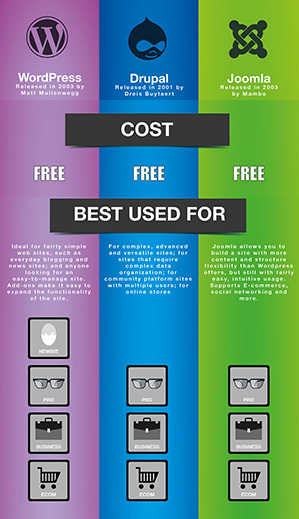 WordPress
Released in 2003 by
Matt Mullenwegg
Drupal
Released in 2001 by
Dreis Buytaert
Joomla
Released in 2003
by Mambo
COST
FREE
FREE
FREE
BEST USED FOR
Ideal for fairly simple
web sites, such as
everyday blogging and
news sites; and anyone
looking for an
easy-to-manage site.
Add-ons make it easy to
expand the functionality
of the site.
For complex, advanced
and versatile sites; for
sites that require
complex data
organization; for
community platform sites
with multiple users; for
online stores
Joomla allows you to
build a site with more
content and structure
flexibility than Wordpress
offers, but still with fairly
easy, intuitive usage.
Supports E-commerce,
social networking and
more.
NEWBIE
PRO
PRO
PRO
BUSINESS
BUSINESS
BUSINESS
ECOM
ECOM
ECOM